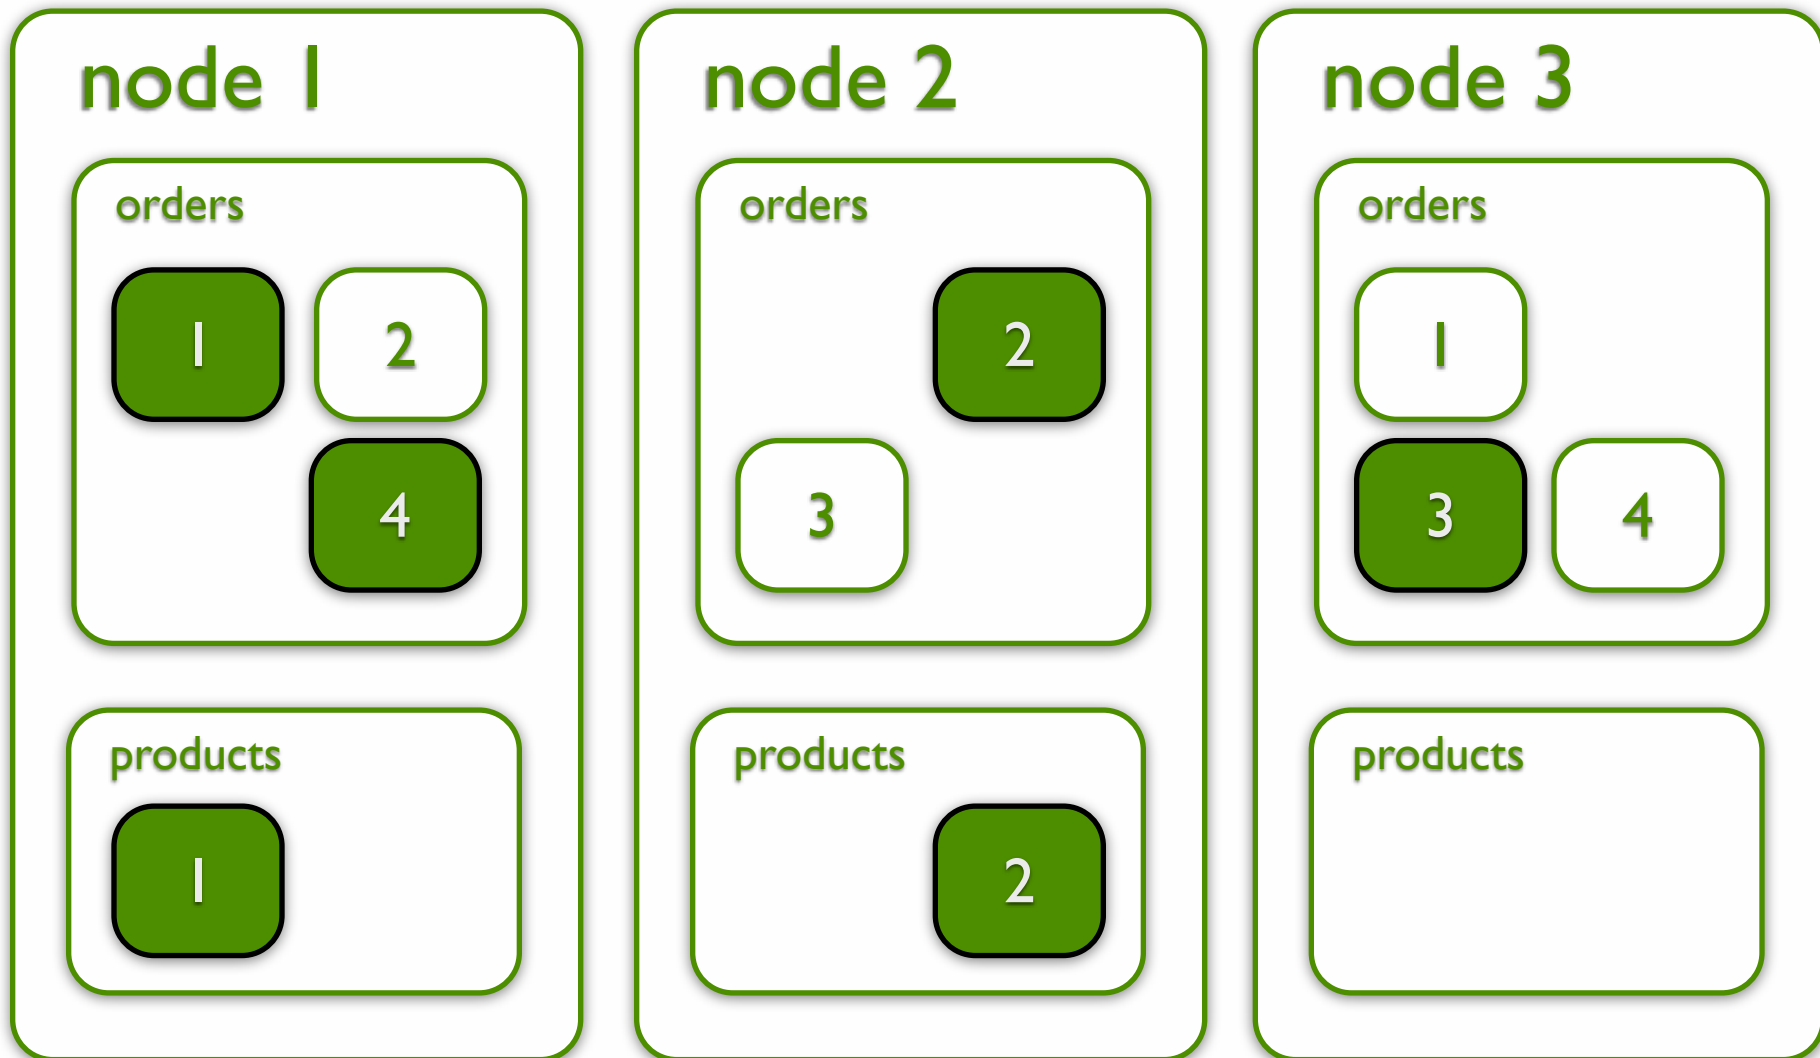 node 1
orders
1 2
4
products
1
node 2
orders
2
3
products
2
node 3
orders
1
3 4
products